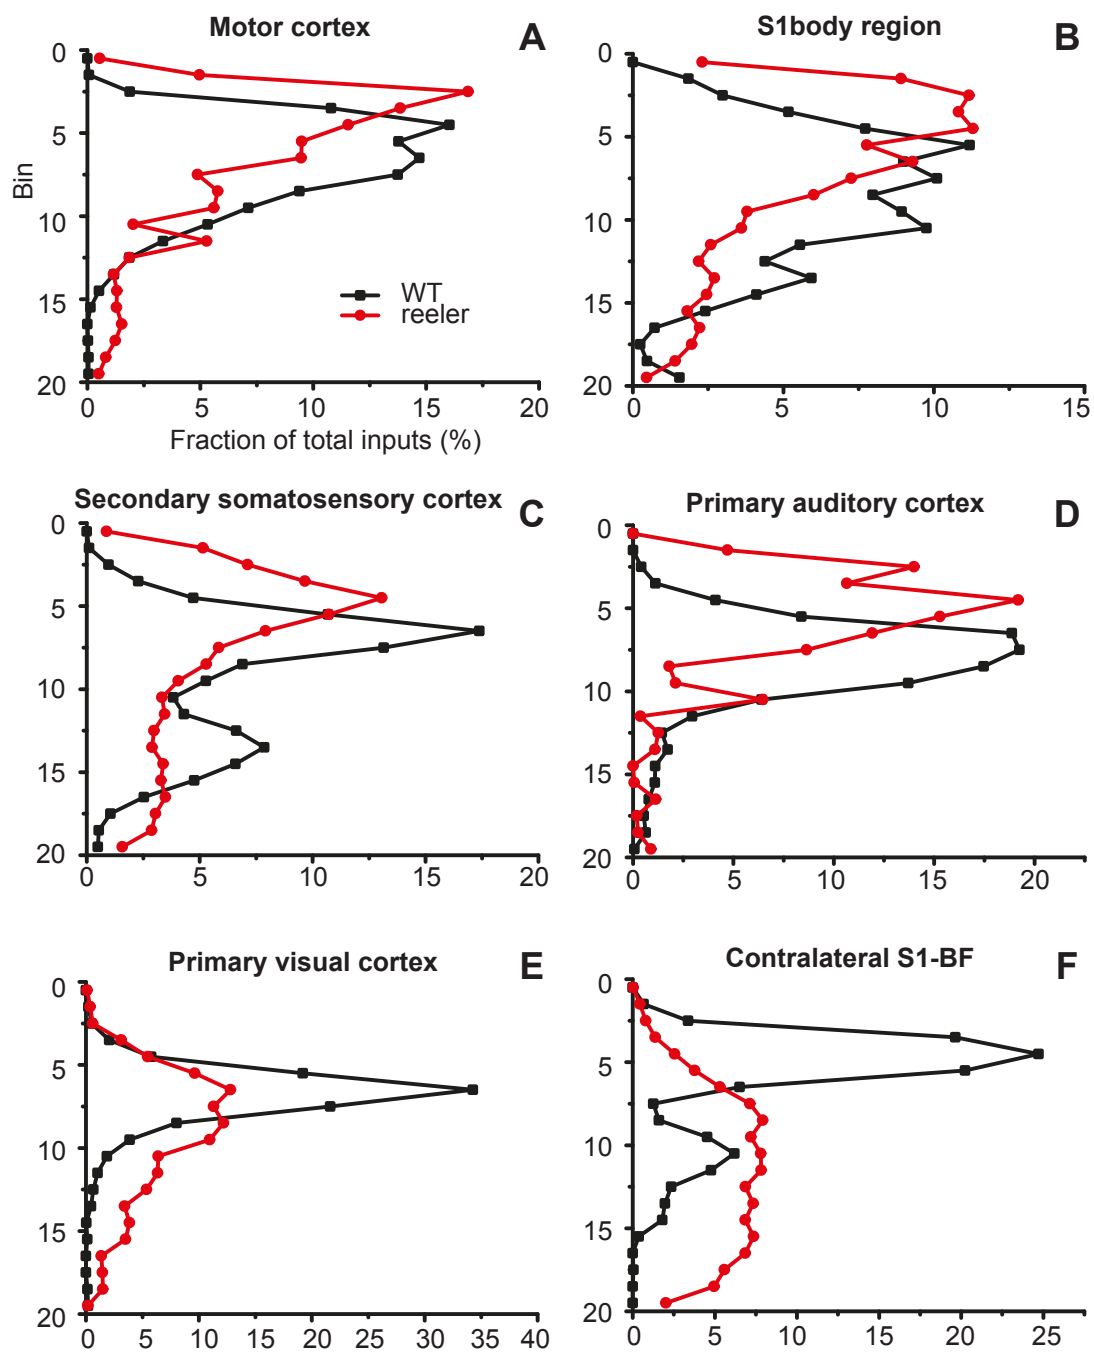 Motor cortex A
0
5
10
15
20
Bin
WT
reeler
0 5 10 15 20
Fraction of total inputs (%)
S1body region B
0
5
10
15
20
0 5 10 15
Secondary somatosensory cortex C
0
5
10
15
20
0 5 10 15 20
Primary auditory cortex D
0
5
10
15
20
0 5 10 15 20
Primary visual cortex E
0
5
10
15
20
0 5 10 15 20 25 30 35 40
Contralateral S1-BF F
0
5
10
15
20
0 5 10 15 20 25